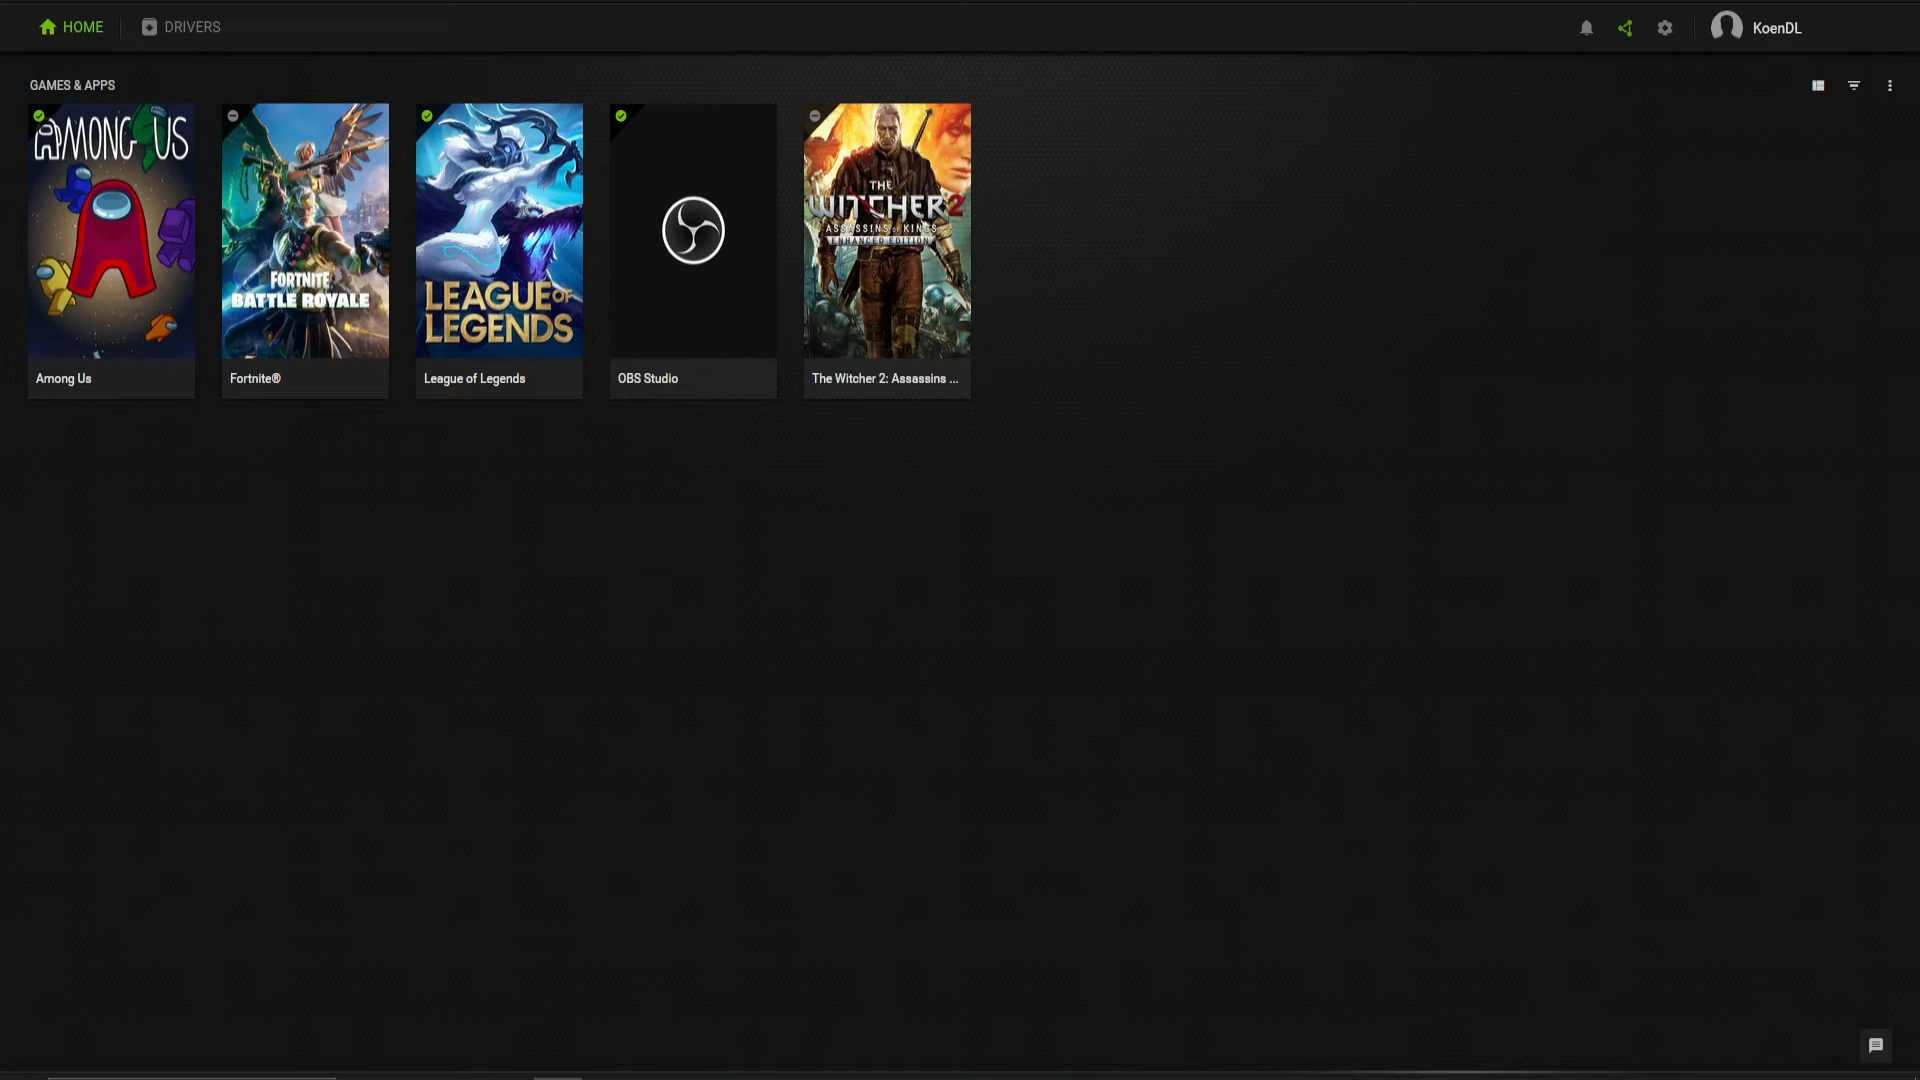 HOME
DRIVERS
KoenDL
GAMES & APPS
AMONG US
FORTNITE
BATTLE ROYALE
LEAGUE OF
LEGENDS
THE
WITCHER 2
ASSASSINS OF KINGS
ENHANCED EDITION
Among Us
Fortnite®
League of Legends
OBS Studio
The Witcher 2: Assassins ...